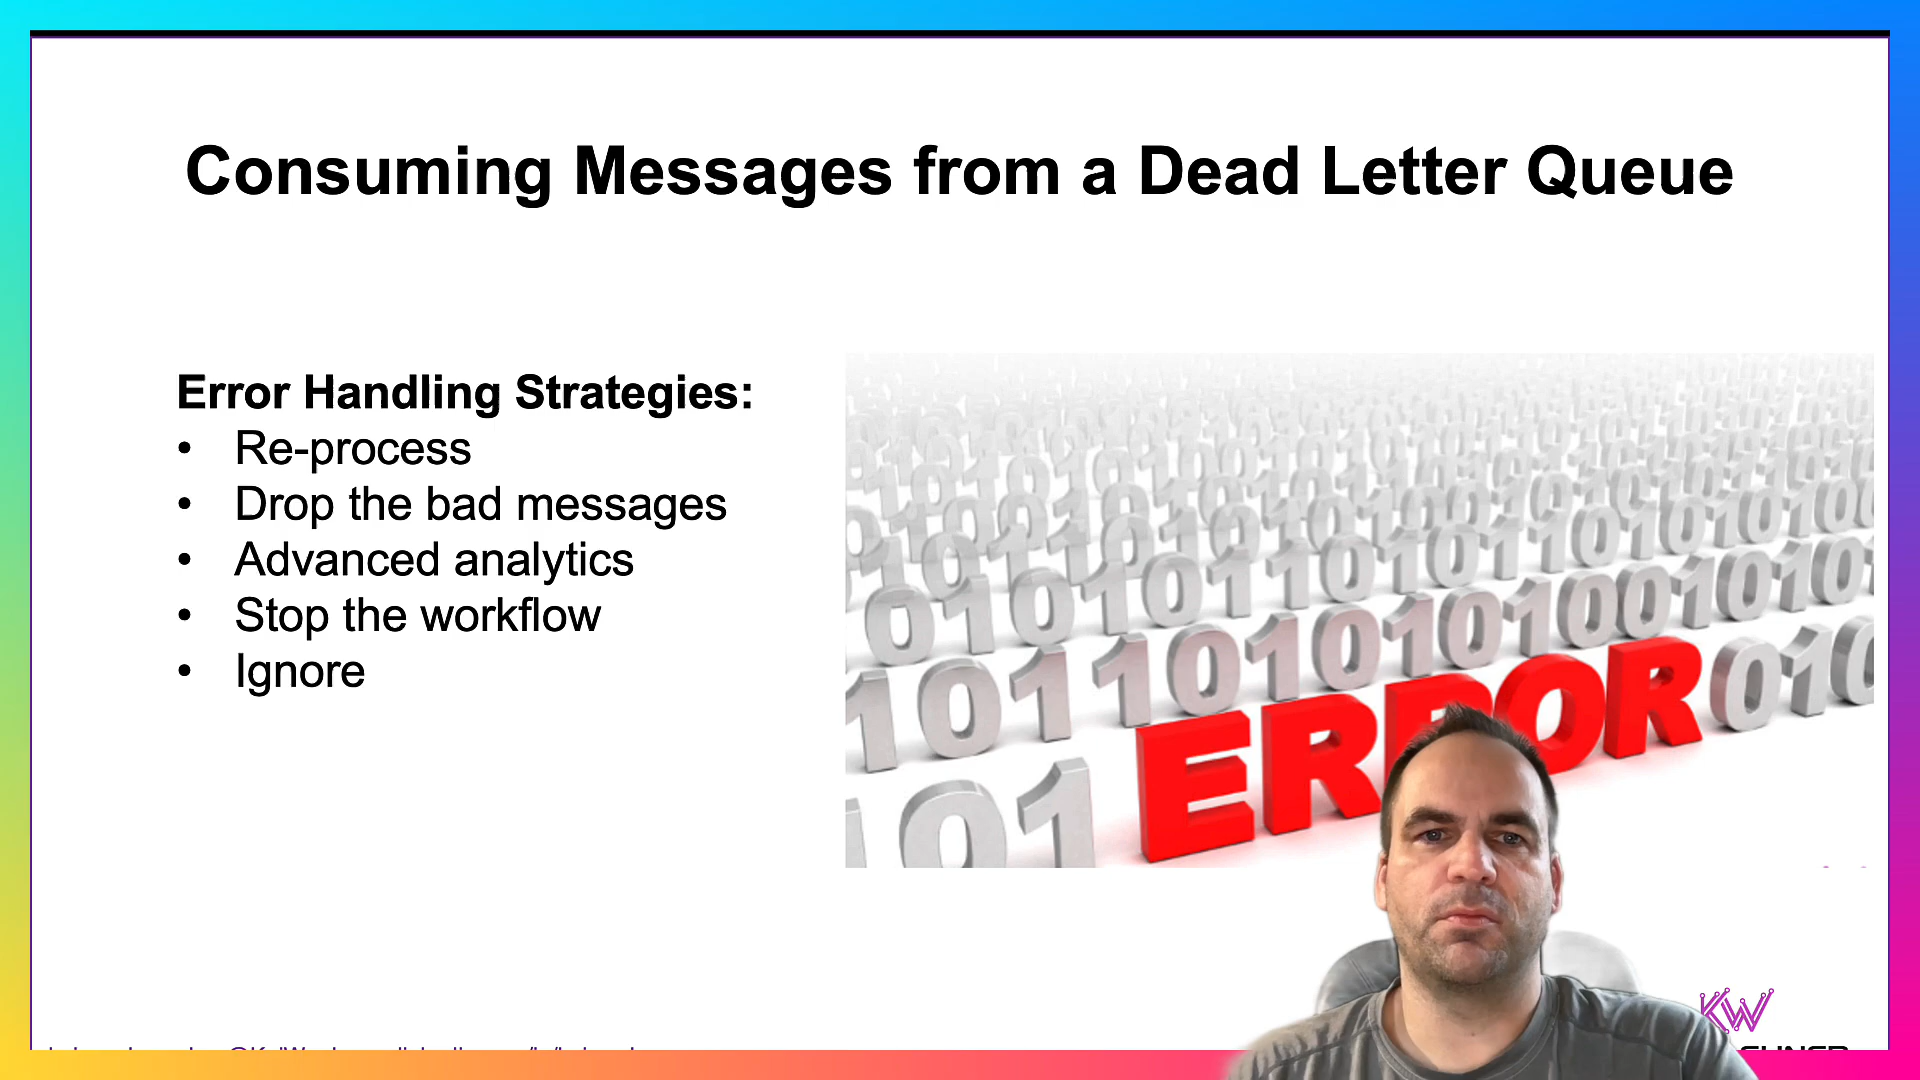 Consuming Messages from a Dead Letter Queue
Error Handling Strategies:
• Re-process
• Drop the bad messages
• Advanced analytics
• Stop the workflow
• Ignore
ERROR
KW